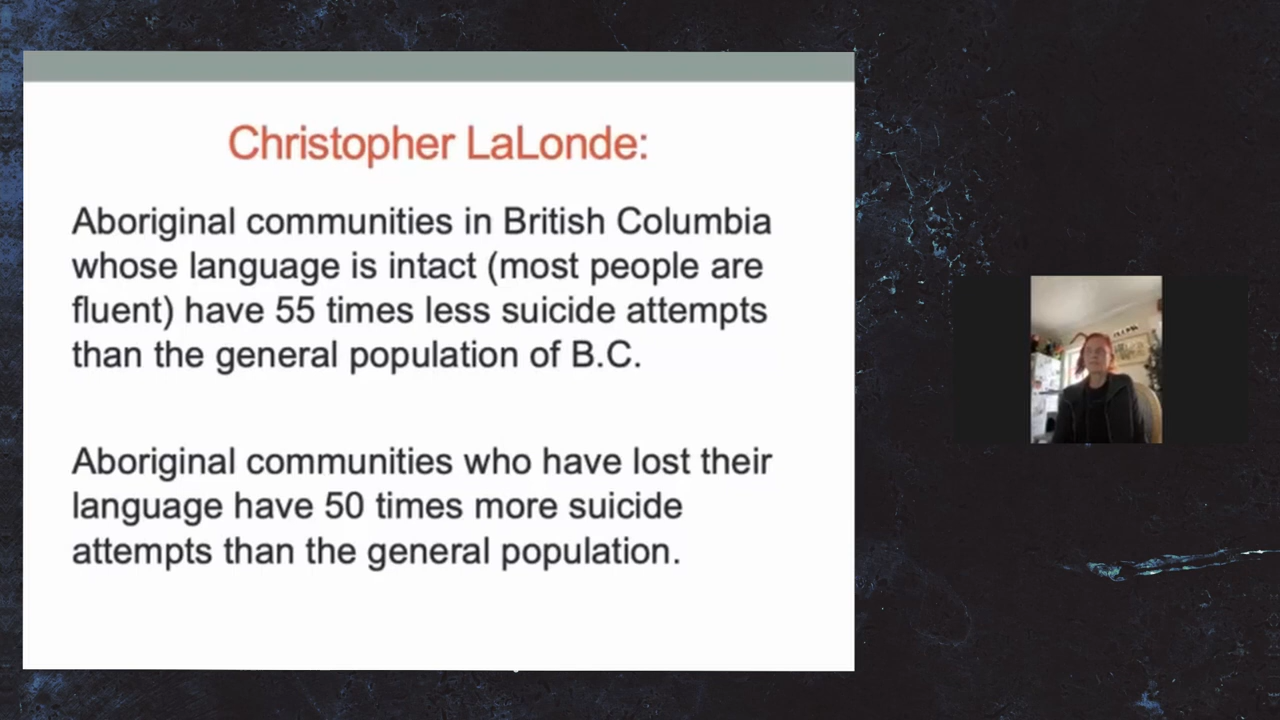 Christopher LaLonde:
Aboriginal communities in British Columbia
whose language is intact (most people are
fluent) have 55 times less suicide attempts
than the general population of B.C.
Aboriginal communities who have lost their
language have 50 times more suicide
attempts than the general population.